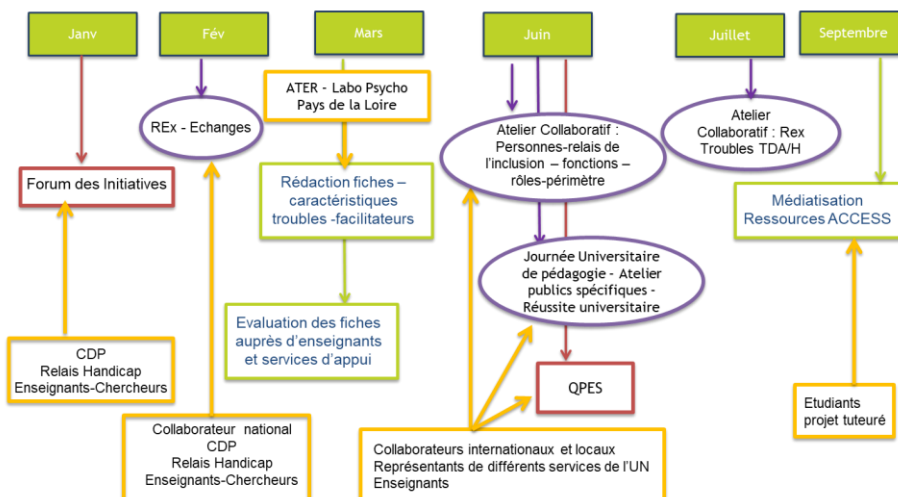 Janv
Fév
Mars
Juin
Juillet
Septembre
ATER - Labo Psycho
Pays de la Loire
REx - Echanges
Atelier Collaboratif :
Personnes-relais de
l'inclusion – fonctions –
rôles-périmètre
Atelier
Collaboratif : Rex
Troubles TDA/H
Forum des Initiatives
Rédaction fiches –
caractéristiques
troubles -facilitateurs
Médiatisation
Ressources ACCESS
Journée Universitaire
de pédagogie - Atelier
publics spécifiques -
Réussite universitaire
Evaluation des fiches
auprès d'enseignants
et services d'appui
CDP
Relais Handicap
Enseignants-Chercheurs
QPES
Etudiants
projet tuteuré
Collaborateur national
CDP
Relais Handicap
Enseignants-Chercheurs
Collaborateurs internationaux et locaux
Représentants de différents services de l'UN
Enseignants